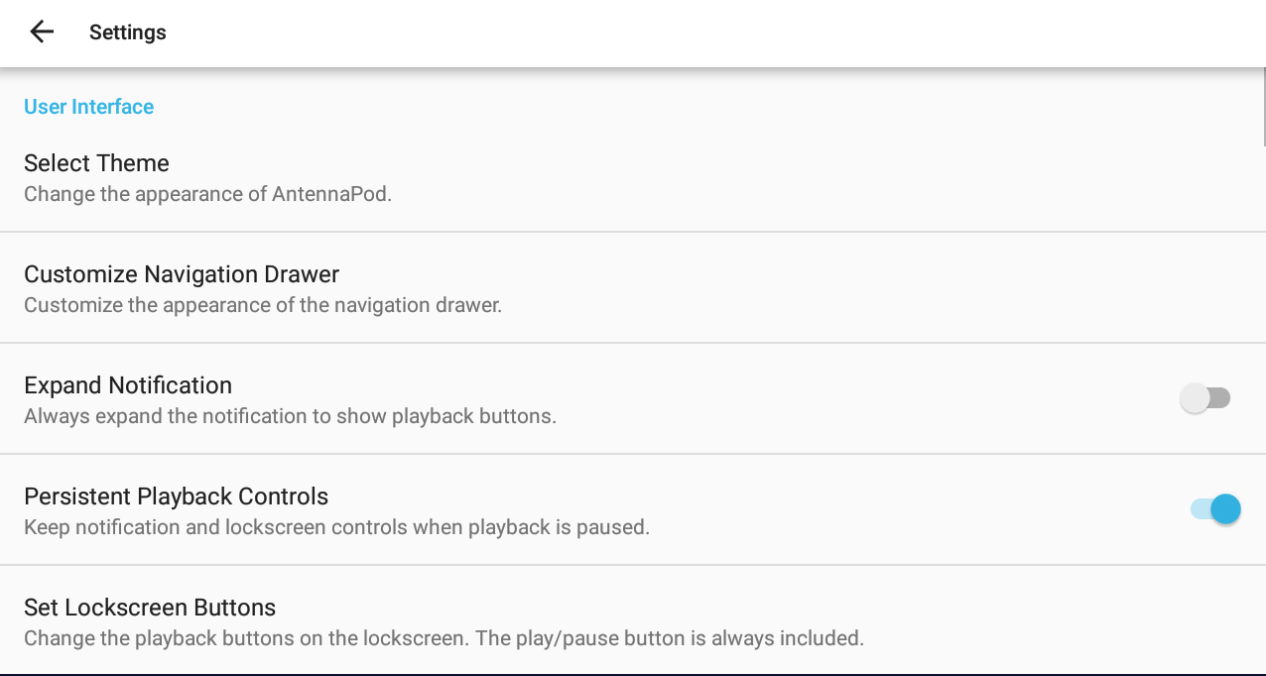 Settings
User Interface
Select Theme
Change the appearance of AntennaPod.
Customize Navigation Drawer
Customize the appearance of the navigation drawer.
Expand Notification
Always expand the notification to show playback buttons.
Persistent Playback Controls
Keep notification and lockscreen controls when playback is paused.
Set Lockscreen Buttons
Change the playback buttons on the lockscreen. The play/pause button is always included.